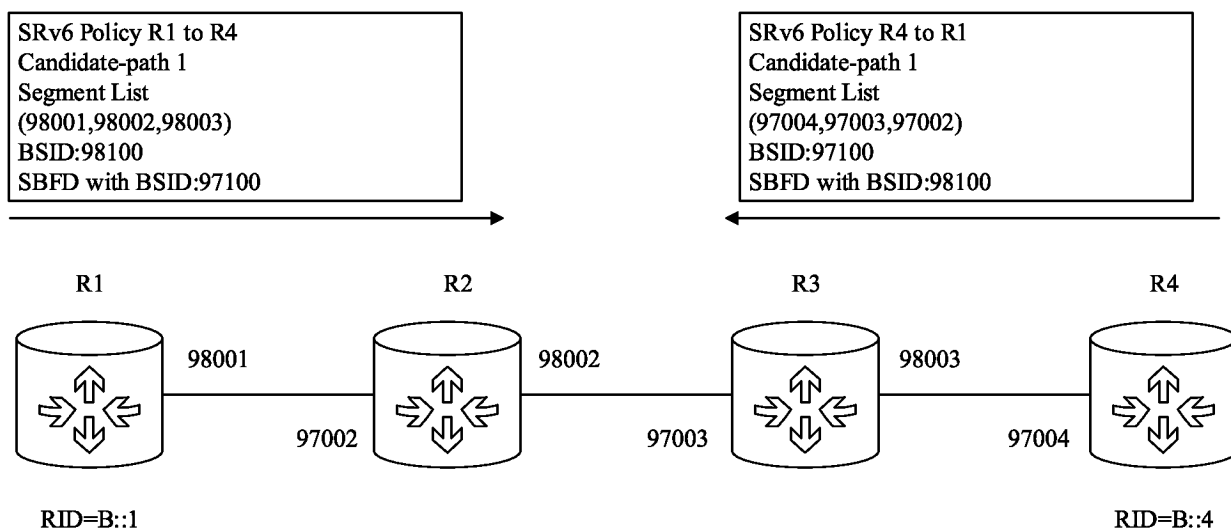 SRv6 Policy R1 to R4
Candidate-path 1
Segment List
(98001,98002,98003)
BSID:98100
SBFD with BSID:97100
SRv6 Policy R4 to R1
Candidate-path 1
Segment List
(97004,97003,97002)
BSID:97100
SBFD with BSID:98100
R1
R2
R3
R4
98001
98002
98003
97002
97003
97004
RID=B::1
RID=B::4